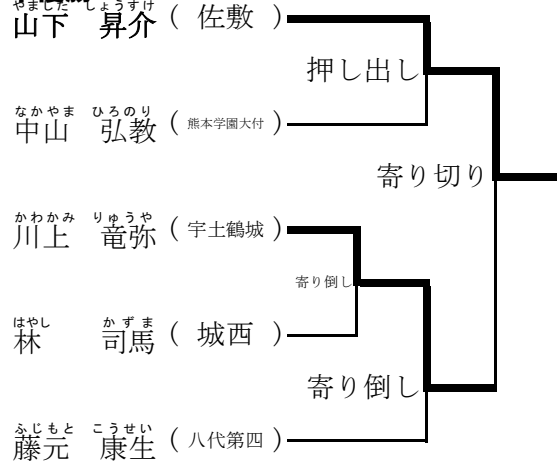 やました しょうすけ
山下 昇介 ( 佐敷 )
押し出し
なかやま ひろのり
中山 弘教 ( 熊本学園大付 )
寄り切り
かわかみ りゅうや
川上 竜弥 ( 宇土鶴城 )
寄り倒し
はやし かずま
林 司馬 ( 城西 )
寄り倒し
ふじもと こうせい
藤元 康生 ( 八代第四 )